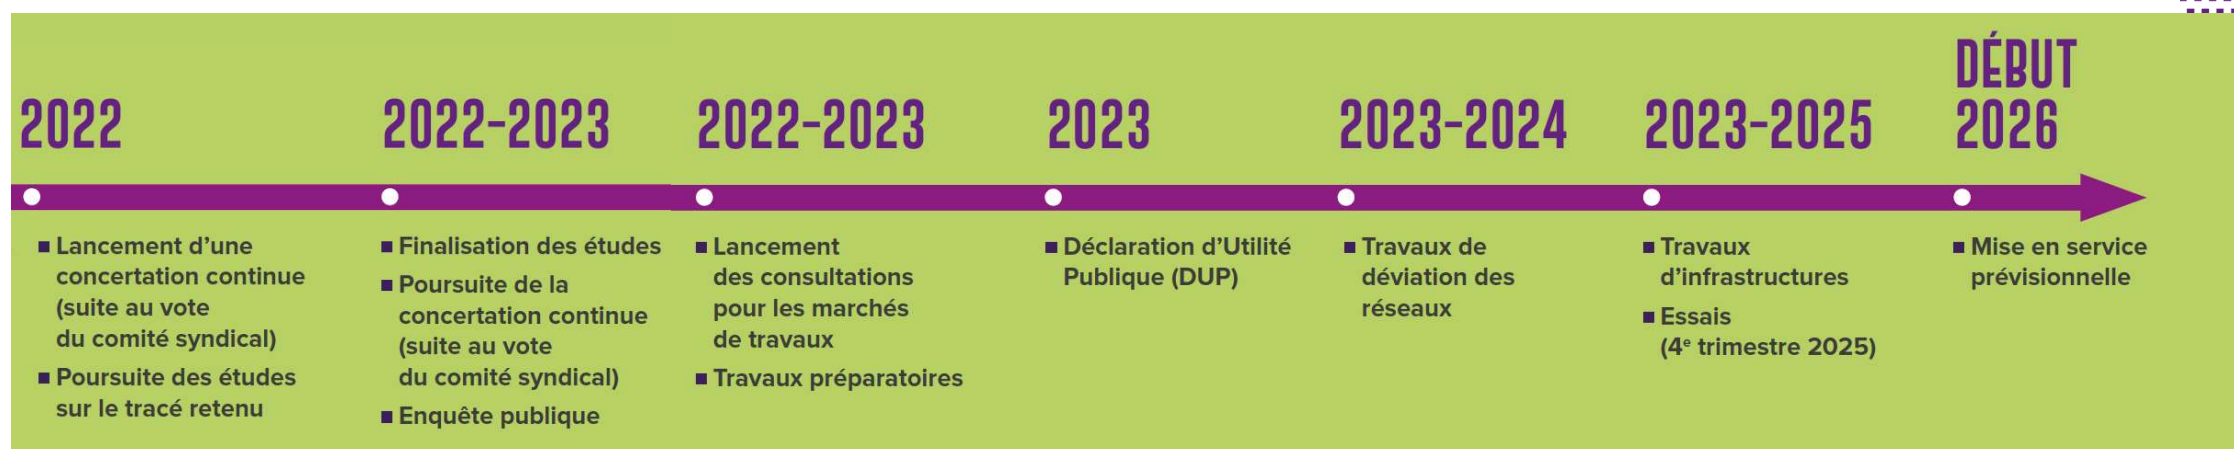 2022
Lancement d’une
concertation continue
(suite au vote
du comité syndical)
Poursuite des études
sur le tracé retenu
2022-2023
Finalisation des études
Poursuite de la
concertation continue
(suite au vote
du comité syndical)
Enquête publique
2022-2023
Lancement
des consultations
pour les marchés
de travaux
Travaux préparatoires
2023
Déclaration d’Utilité
Publique (DUP)
2023-2024
Travaux de
déviation des
réseaux
2023-2025
Travaux
d’infrastructures
Essais
(4e trimestre 2025)
DÉBUT
2026
Mise en service
prévisionnelle